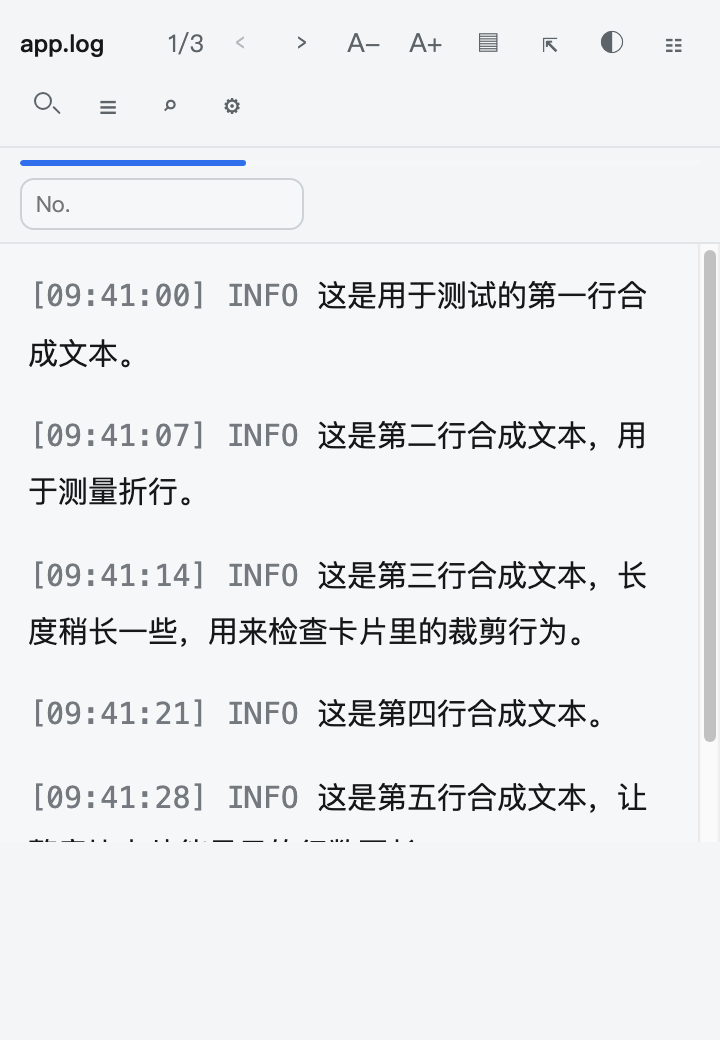 app.log 1/3 < > A− A+
No.
[09:41:00] INFO 这是用于测试的第一行合
成文本。
[09:41:07] INFO 这是第二行合成文本，用
于测量折行。
[09:41:14] INFO 这是第三行合成文本，长
度稍长一些，用来检查卡片里的裁剪行为。
[09:41:21] INFO 这是第四行合成文本。
[09:41:28] INFO 这是第五行合成文本，让